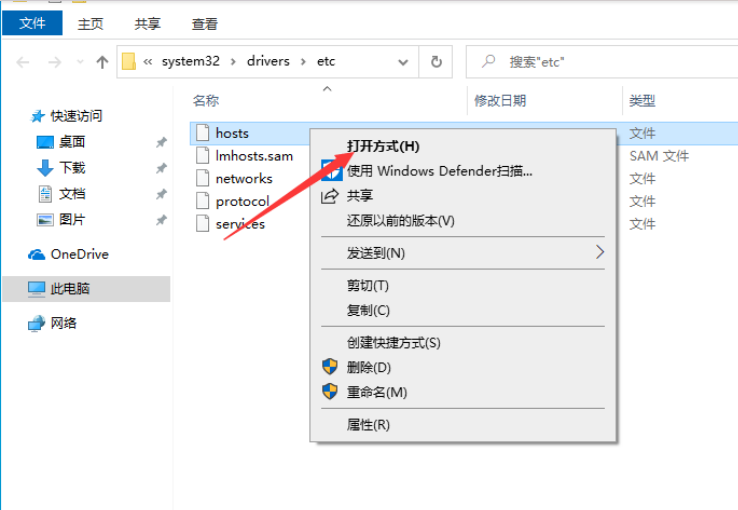 文件 主页 共享 查看
« system32 › drivers › etc 搜索"etc"
名称 修改日期 类型
快速访问
桌面
下载
文档
图片
OneDrive
此电脑
网络
hosts 文件
lmhosts.sam SAM 文件
networks 文件
protocol 文件
services 文件
打开方式(H)
使用 Windows Defender扫描...
共享
还原以前的版本(V)
发送到(N)
剪切(T)
复制(C)
创建快捷方式(S)
删除(D)
重命名(M)
属性(R)